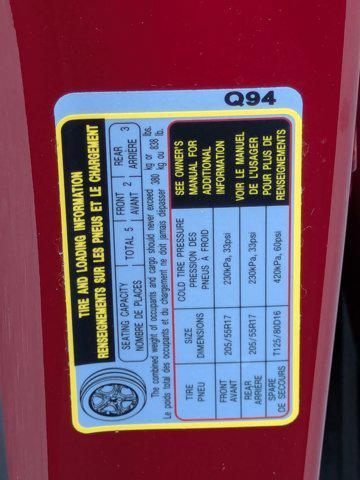 Q94
TIRE AND LOADING INFORMATION
RENSEIGNEMENTS SUR LES PNEUS ET LE CHARGEMENT
SEATING CAPACITY
NOMBRE DE PLACES
TOTAL 5
FRONT
AVANT 2
REAR
ARRIÈRE 3
The combined weight of occupants and cargo should never exceed 380 kg or 838 lbs.
Le poids total des occupants et du chargement ne doit jamais dépasser 380 kg ou 838 lb.
TIRE
PNEU
SIZE
DIMENSIONS
COLD TIRE PRESSURE
PRESSION DES
PNEUS À FROID
SEE OWNER'S
MANUAL FOR
ADDITIONAL
INFORMATION
VOIR LE MANUEL
DE L'USAGER
POUR PLUS DE
RENSEIGNEMENTS
FRONT
AVANT
205/55R17
230kPa, 33psi
REAR
ARRIÈRE
205/55R17
230kPa, 33psi
SPARE
DE SECOURS
T125/80D16
420kPa, 60psi